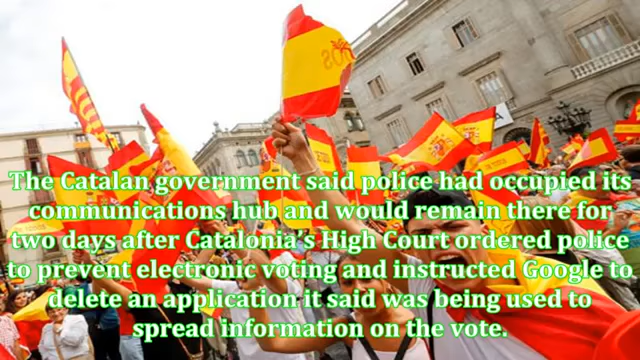 The Catalan government said police had occupied its
communications hub and would remain there for
two days after Catalonia's High Court ordered police
to prevent electronic voting and instructed Google to
delete an application it said was being used to
spread information on the vote.